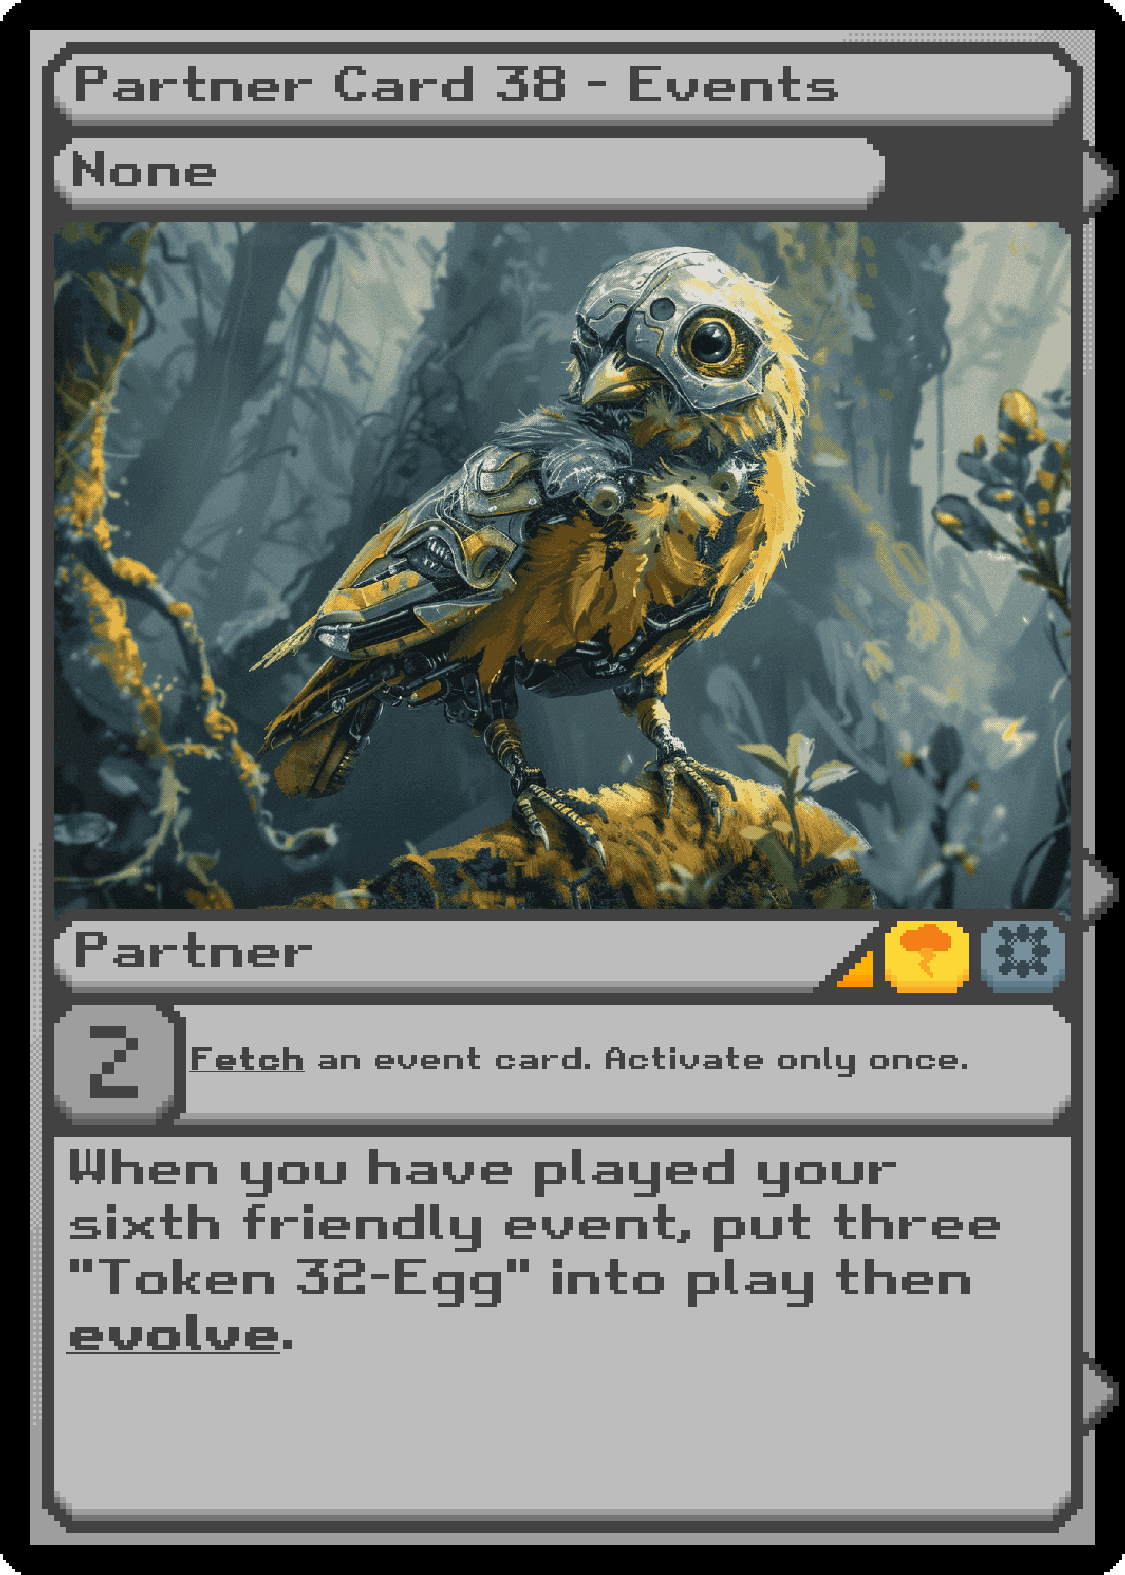 Partner Card 38 - Events
None
Partner
2
Fetch an event card. Activate only once.
When you have played your
sixth friendly event, put three
"Token 32-Egg" into play then
evolve.